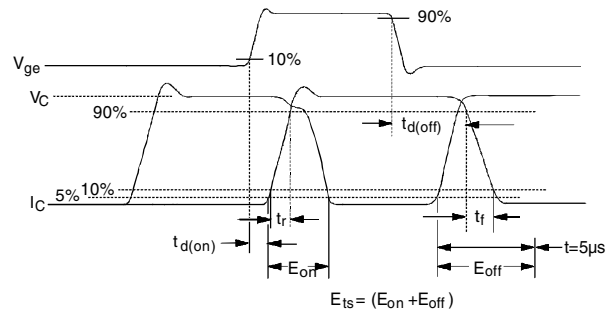 90%
10%
Vge
VC
90%
td(off)
10%
5%
IC
tr
tf
td(on)
t=5µs
Eon
Eoff
Ets = (Eon +Eoff )